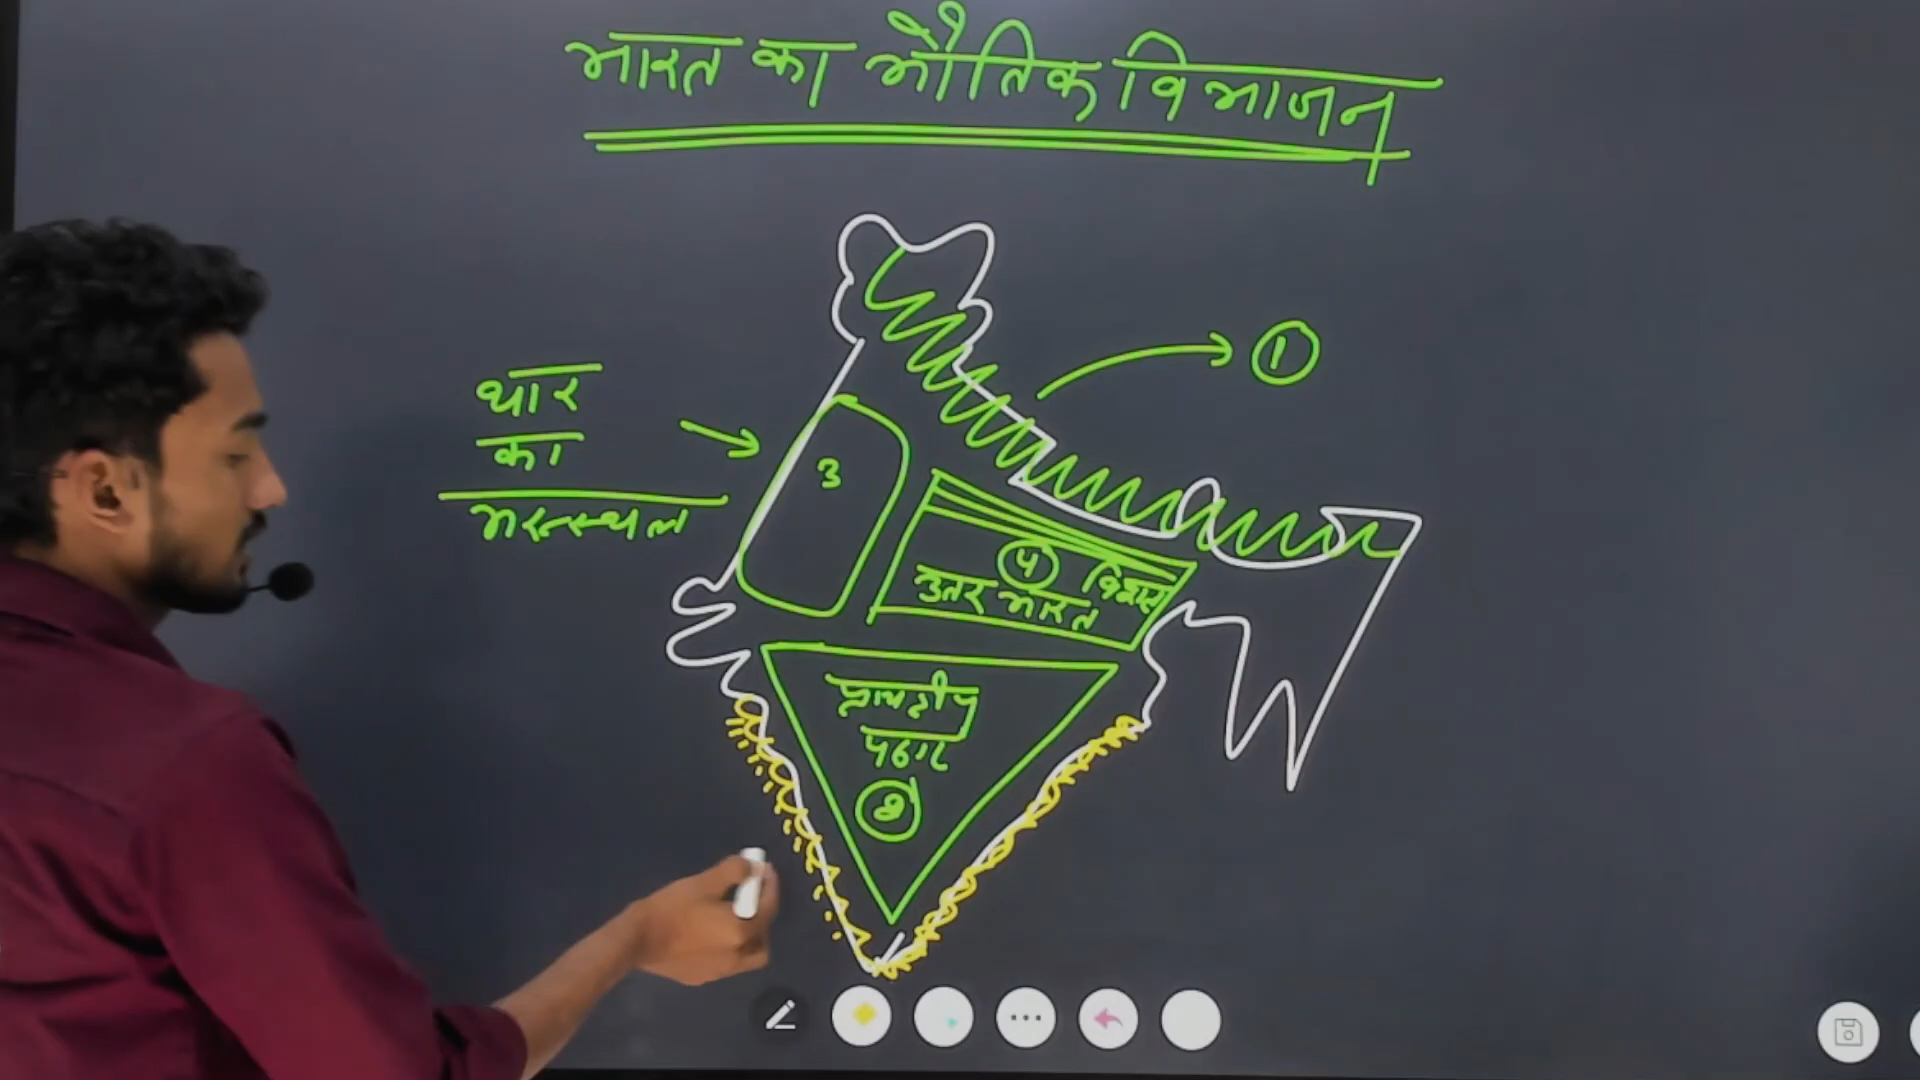 भारत का भौतिक विभाजन
1
थार
का
मरुस्थल
3
4
उत्तर भारत विशाल
प्रायद्वीप
पठार
2